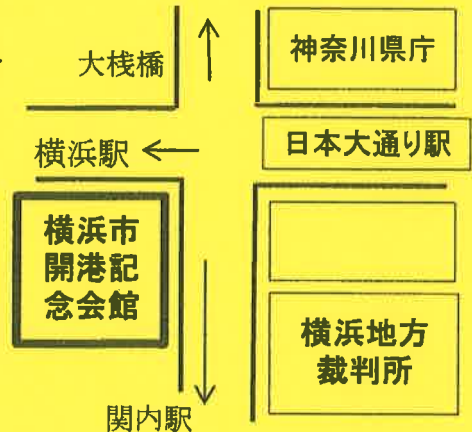 大桟橋 ↑
神奈川県庁
横浜駅 ←
日本大通り駅
横浜市
開港記
念会館
横浜地方
裁判所
関内駅